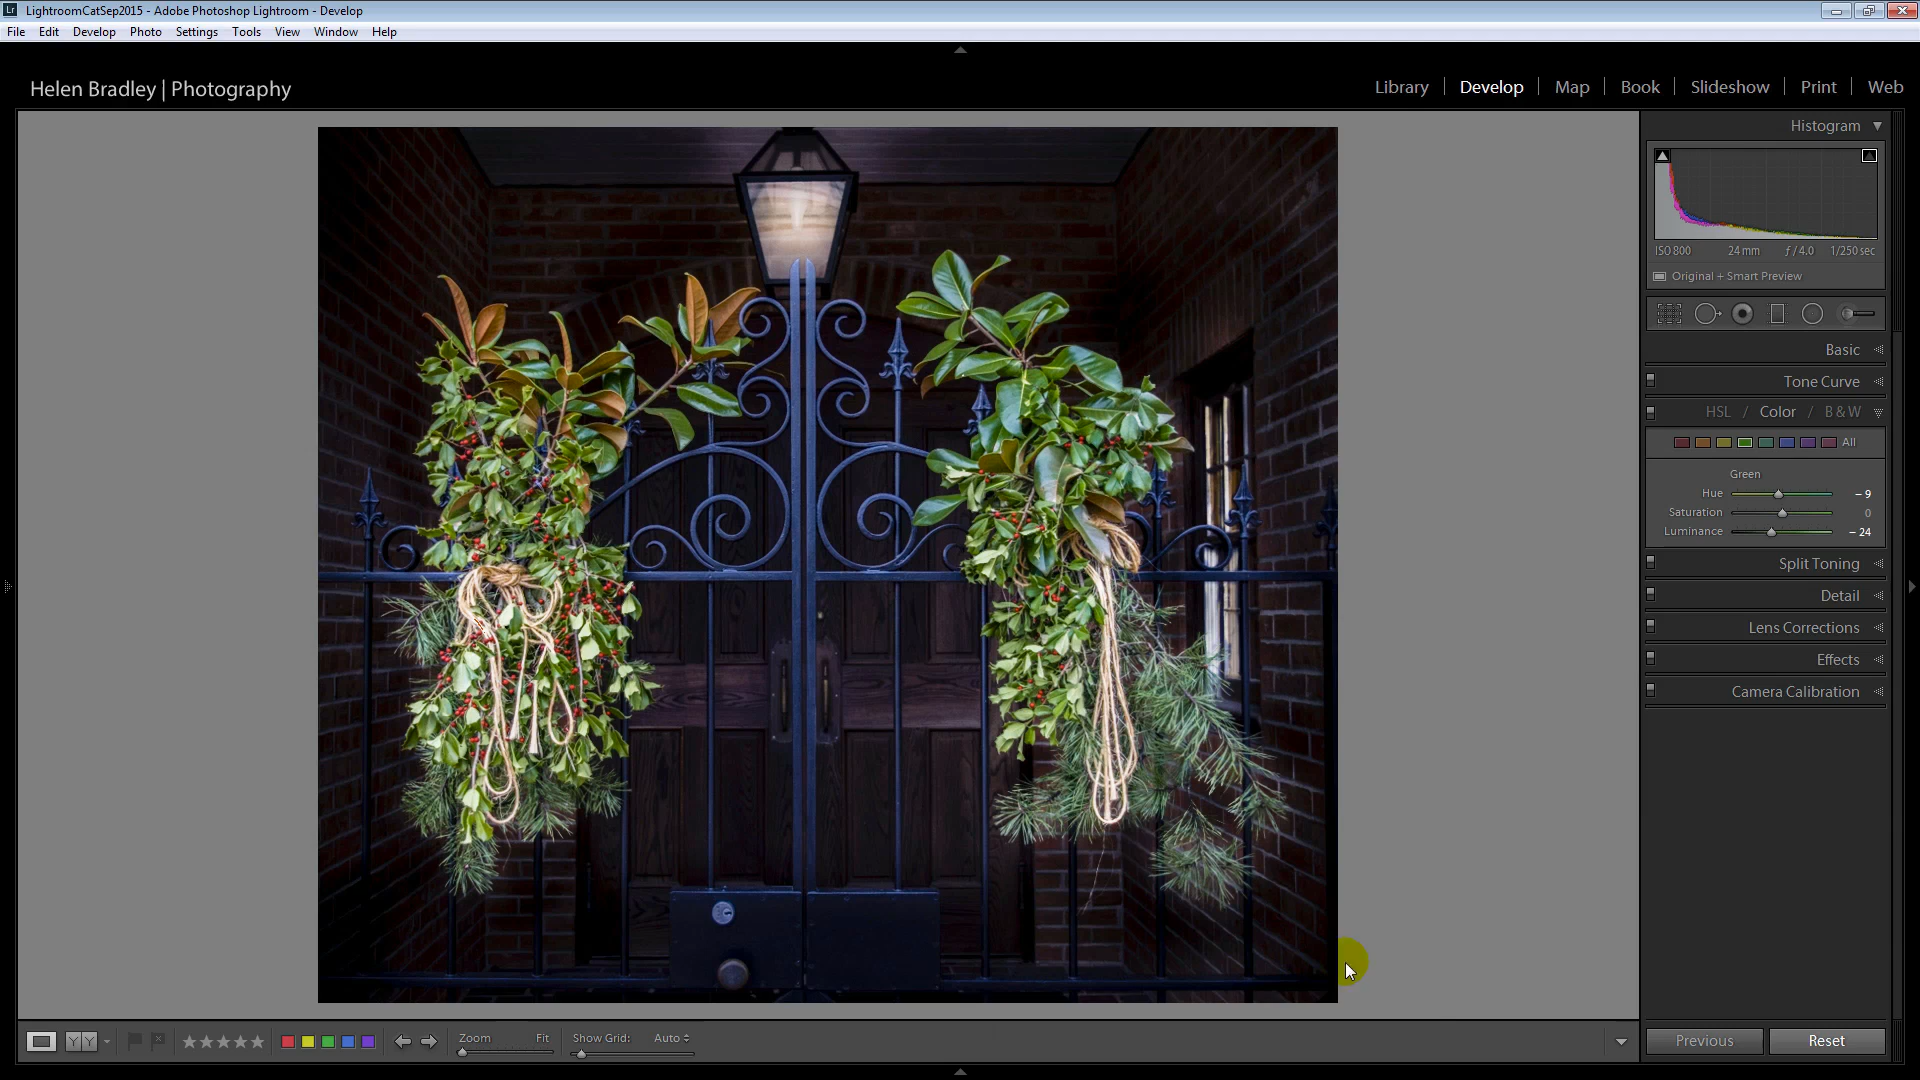 LightroomCatSep2015 - Adobe Photoshop Lightroom - Develop
File Edit Develop Photo Settings Tools View Window Help
Helen Bradley | Photography
Library | Develop | Map | Book | Slideshow | Print | Web
Histogram
ISO 800 24 mm ƒ / 4.0 1/250 sec
Original + Smart Preview
Basic
Tone Curve
HSL / Color / B & W
All
Green
Hue - 9
Saturation 0
Luminance - 24
Split Toning
Detail
Lens Corrections
Effects
Camera Calibration
Y Y Zoom Fit Show Grid: Auto
Previous Reset